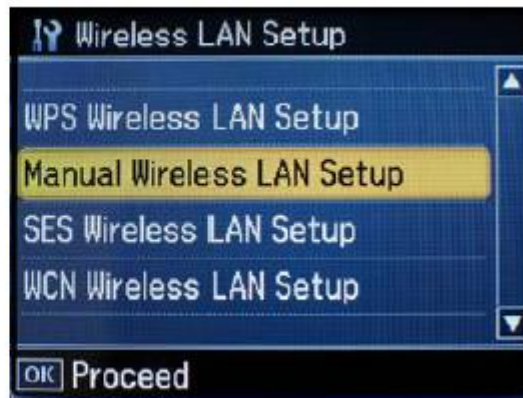 Wireless LAN Setup
WPS Wireless LAN Setup
Manual Wireless LAN Setup
SES Wireless LAN Setup
WCN Wireless LAN Setup
OK Proceed